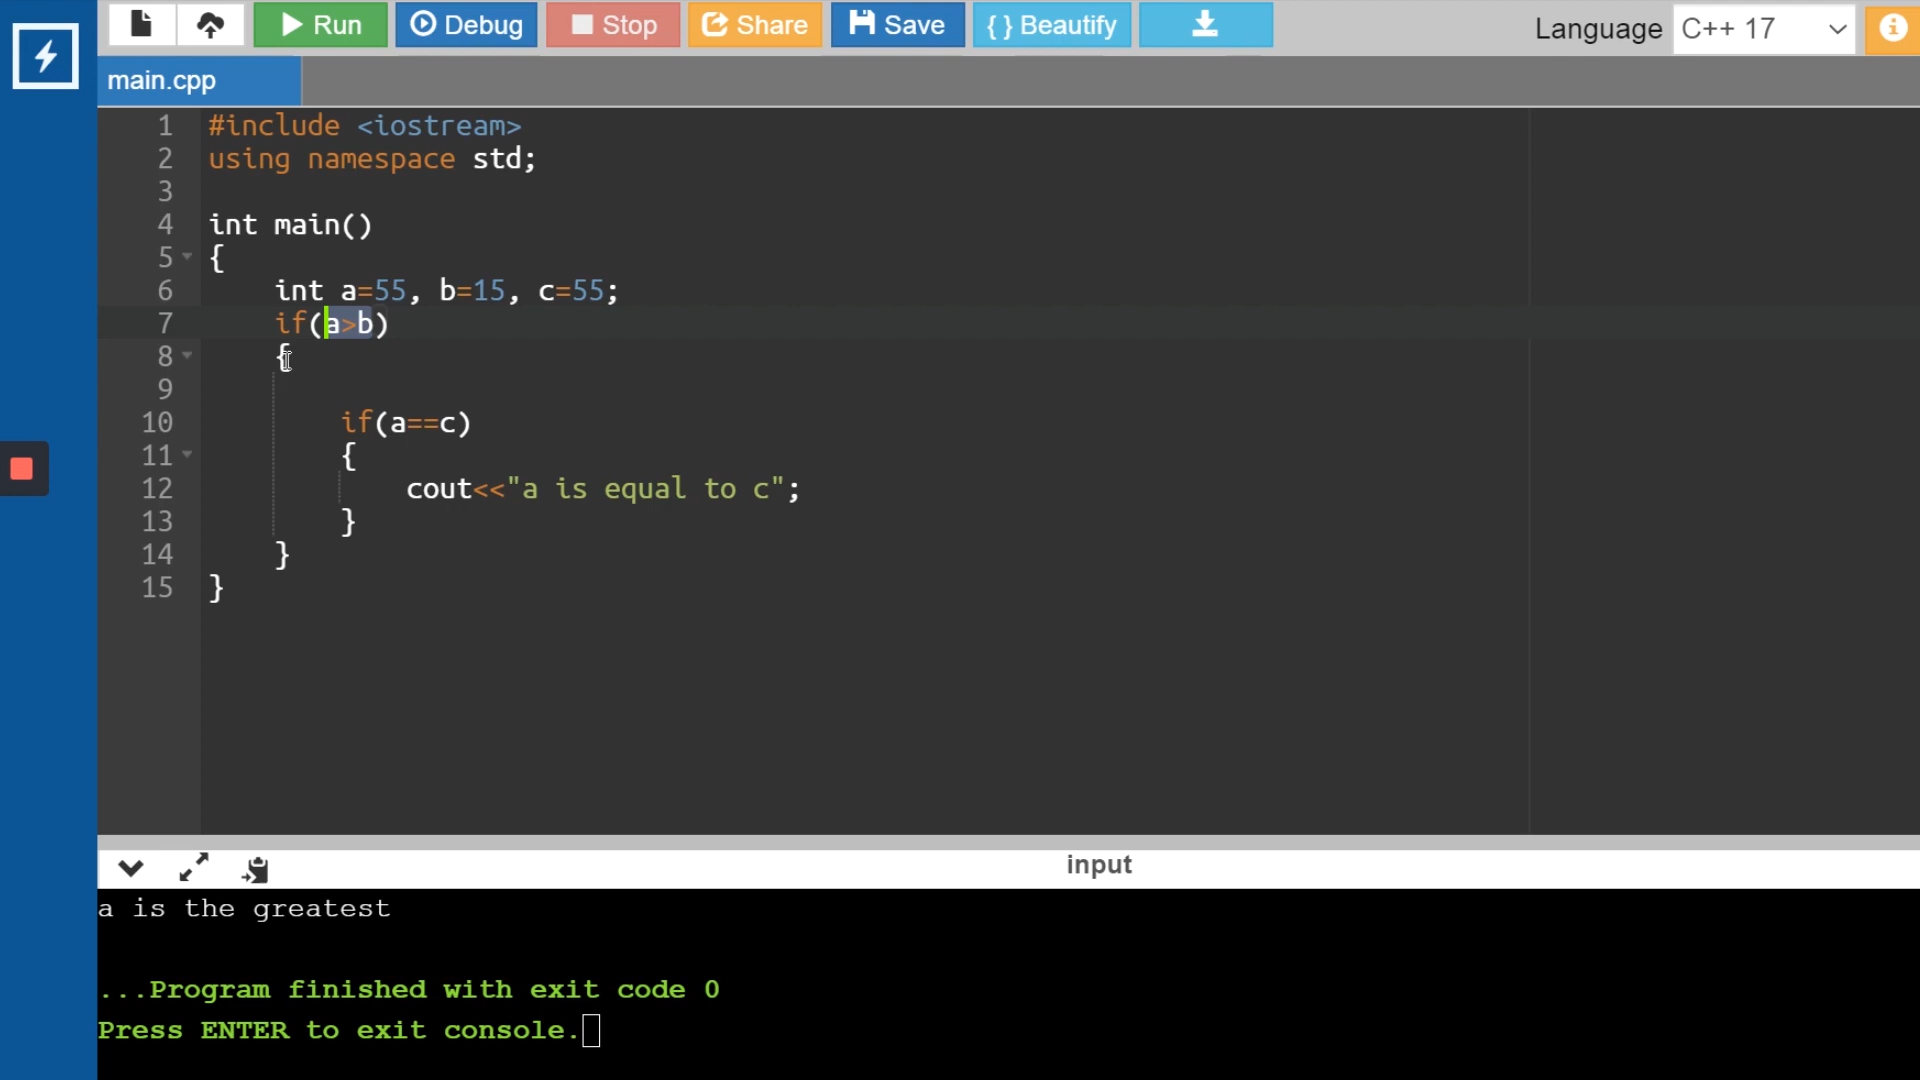 Run Debug Stop Share Save { } Beautify Language C++ 17
main.cpp
1 #include <iostream>
2 using namespace std;
3
4 int main()
5 {
6 int a=55, b=15, c=55;
7 if(a>b)
8 {
9
10 if(a==c)
11 {
12 cout<<"a is equal to c";
13 }
14 }
15 }
input
a is the greatest
...Program finished with exit code 0
Press ENTER to exit console.